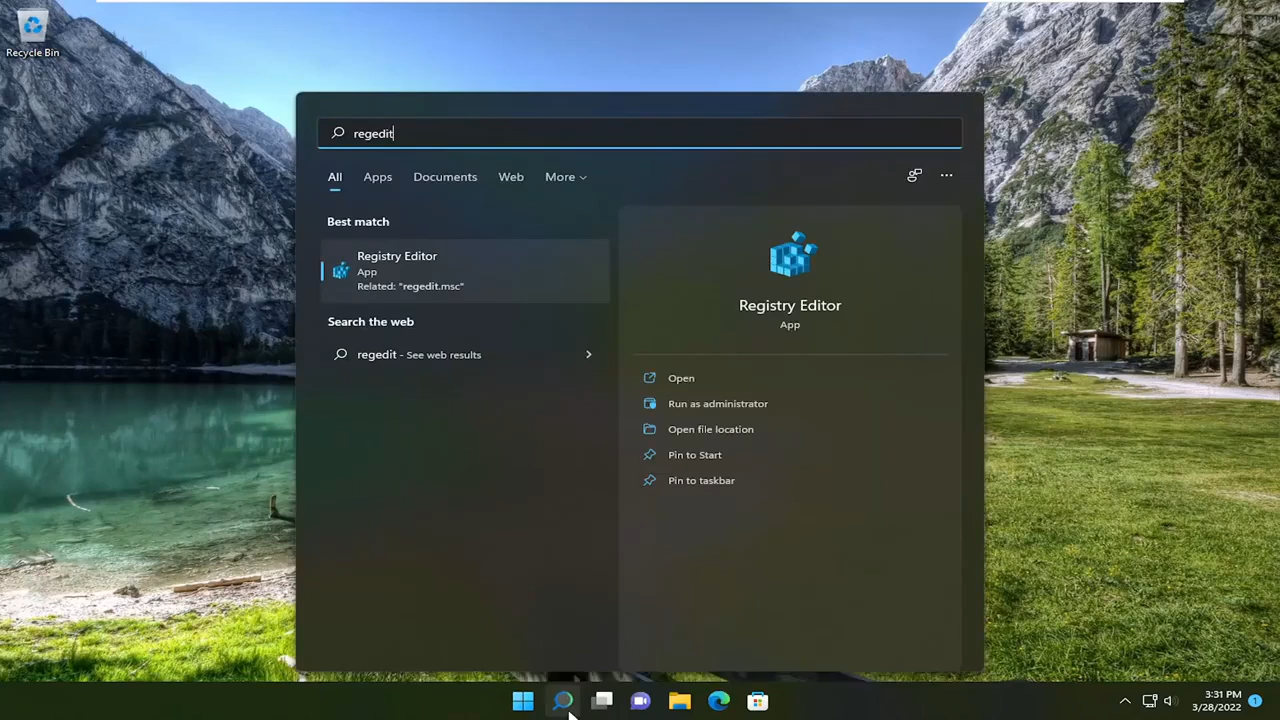 Recycle Bin
regedit
All Apps Documents Web More
Best match
Registry Editor
App
Related: "regedit.msc"
Search the web
regedit - See web results
Registry Editor
App
Open
Run as administrator
Open file location
Pin to Start
Pin to taskbar
3:31 PM
3/28/2022
1